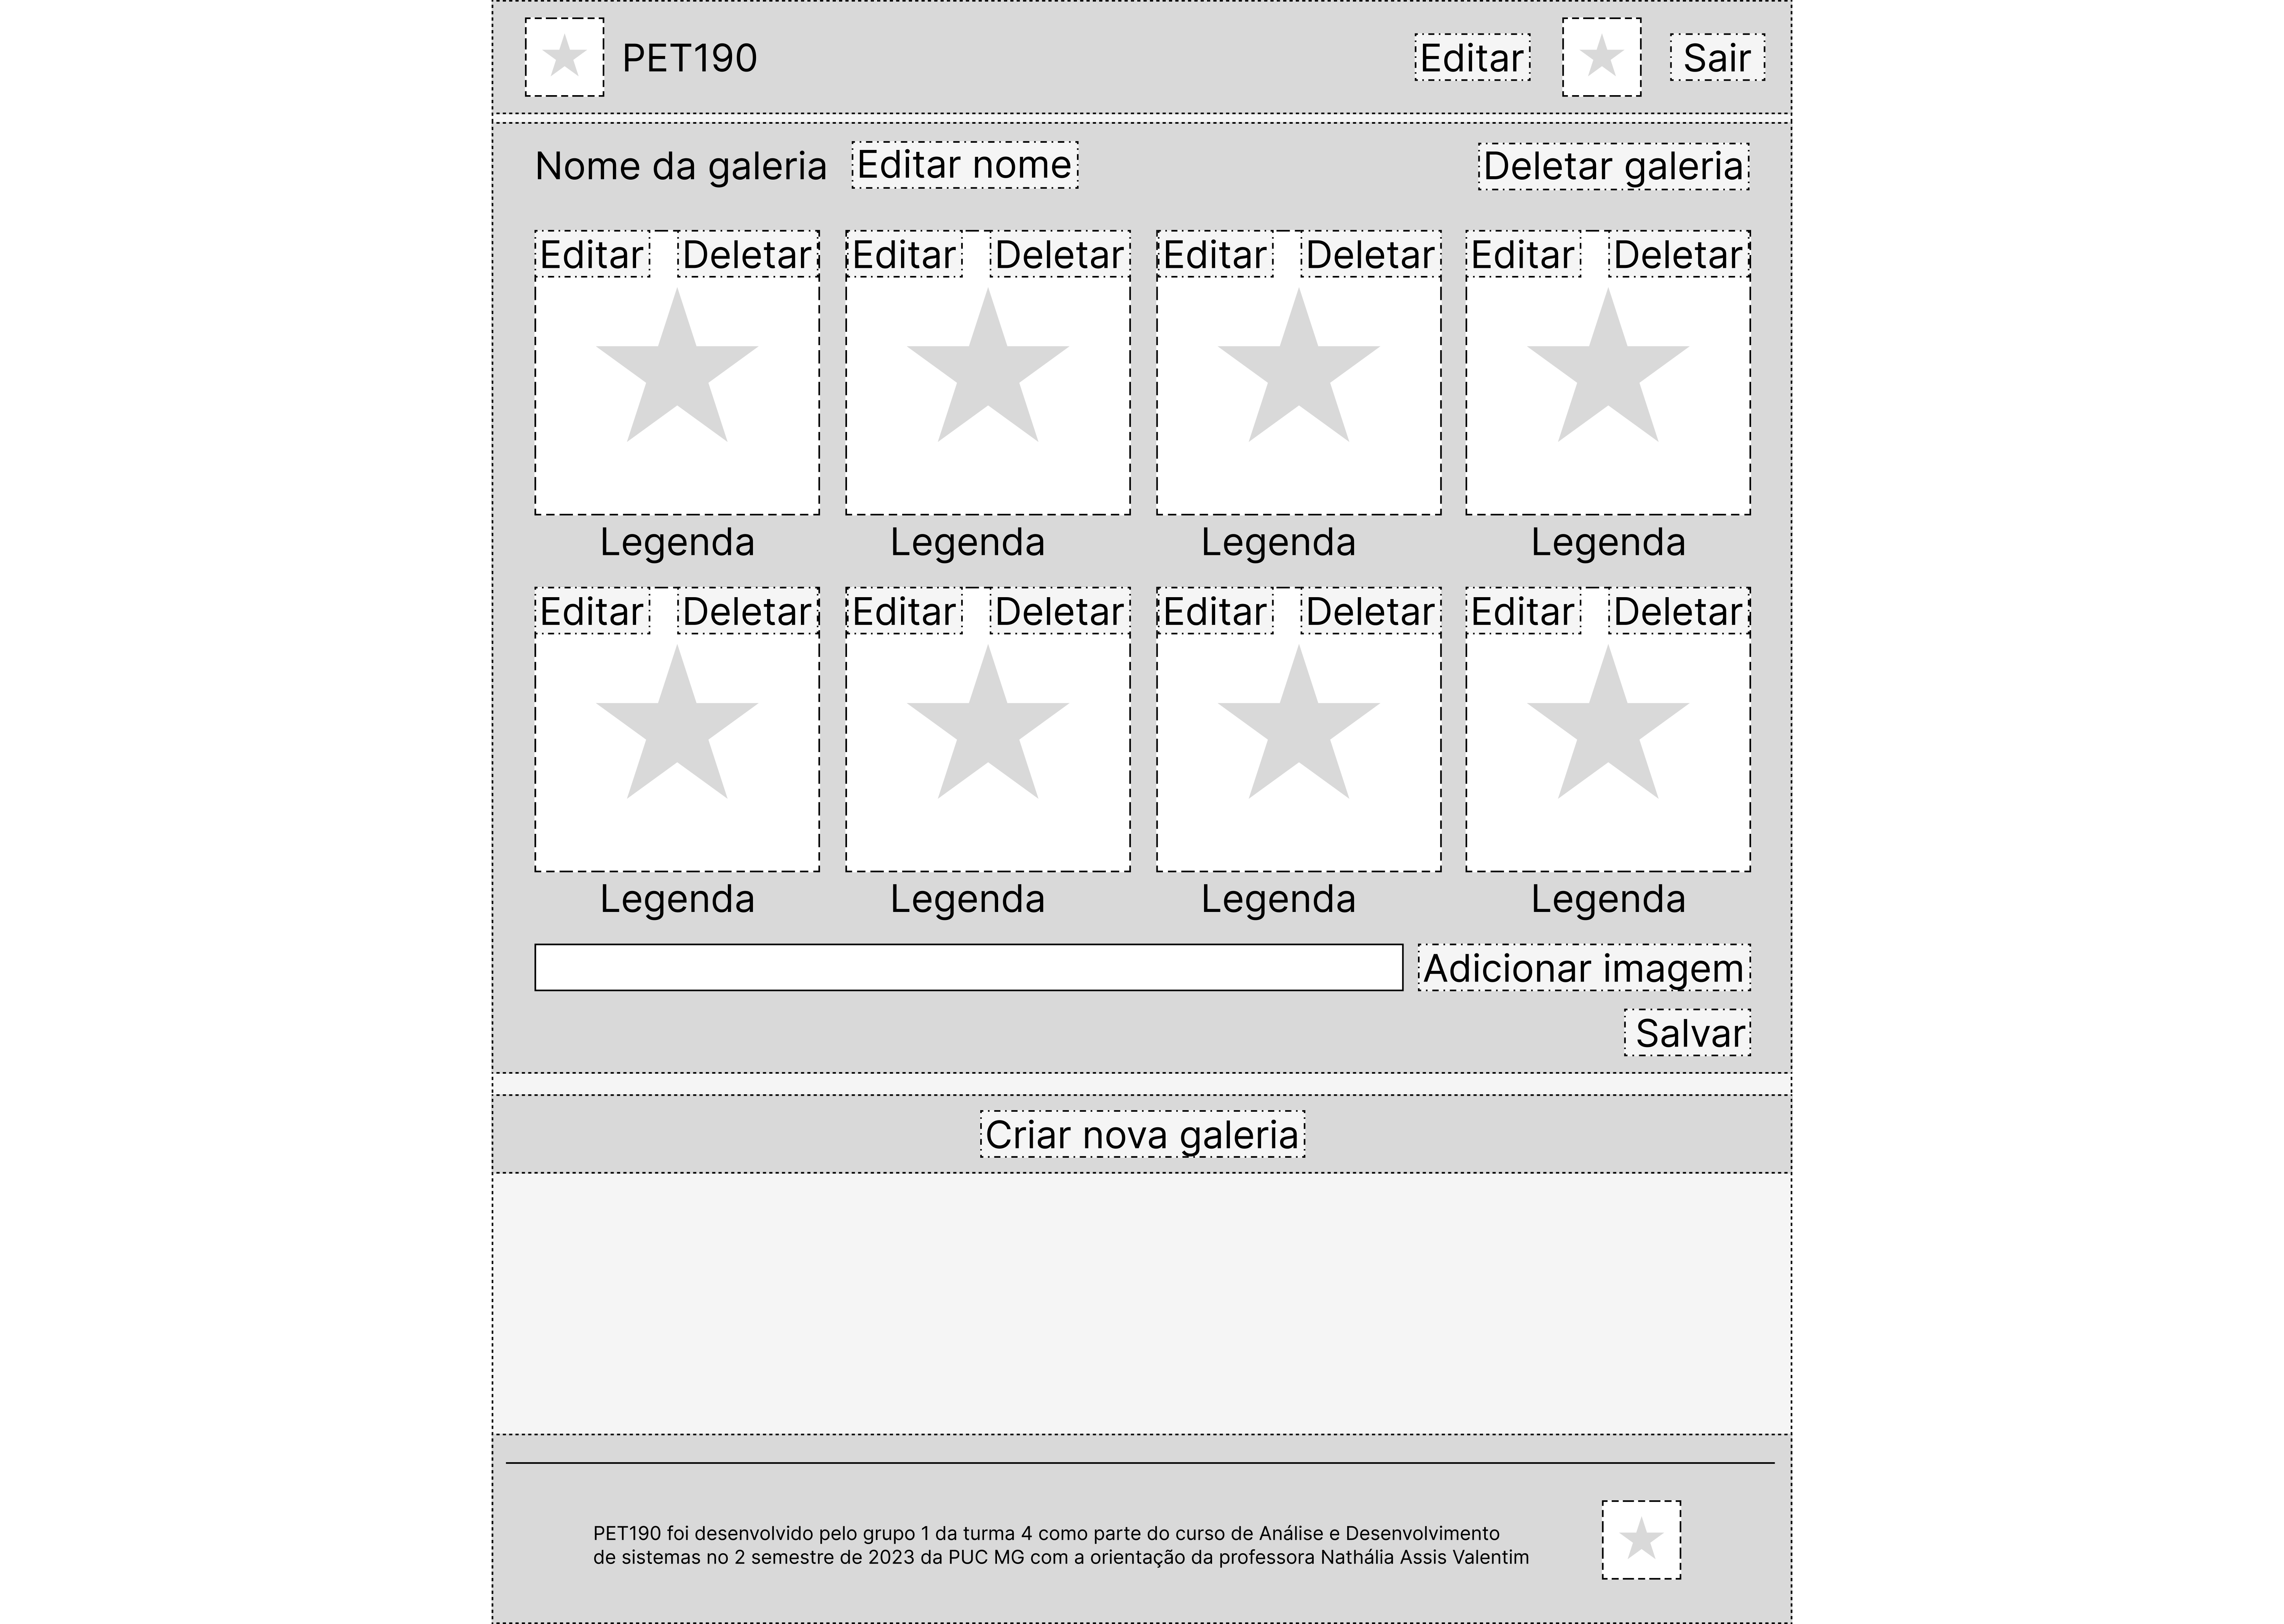 PET190 Editar Sair
Nome da galeria Editar nome Deletar galeria
Editar Deletar Editar Deletar Editar Deletar Editar Deletar
Legenda Legenda Legenda Legenda
Editar Deletar Editar Deletar Editar Deletar Editar Deletar
Legenda Legenda Legenda Legenda
Adicionar imagem
Salvar
Criar nova galeria
PET190 foi desenvolvido pelo grupo 1 da turma 4 como parte do curso de Análise e Desenvolvimento
de sistemas no 2 semestre de 2023 da PUC MG com a orientação da professora Nathália Assis Valentim